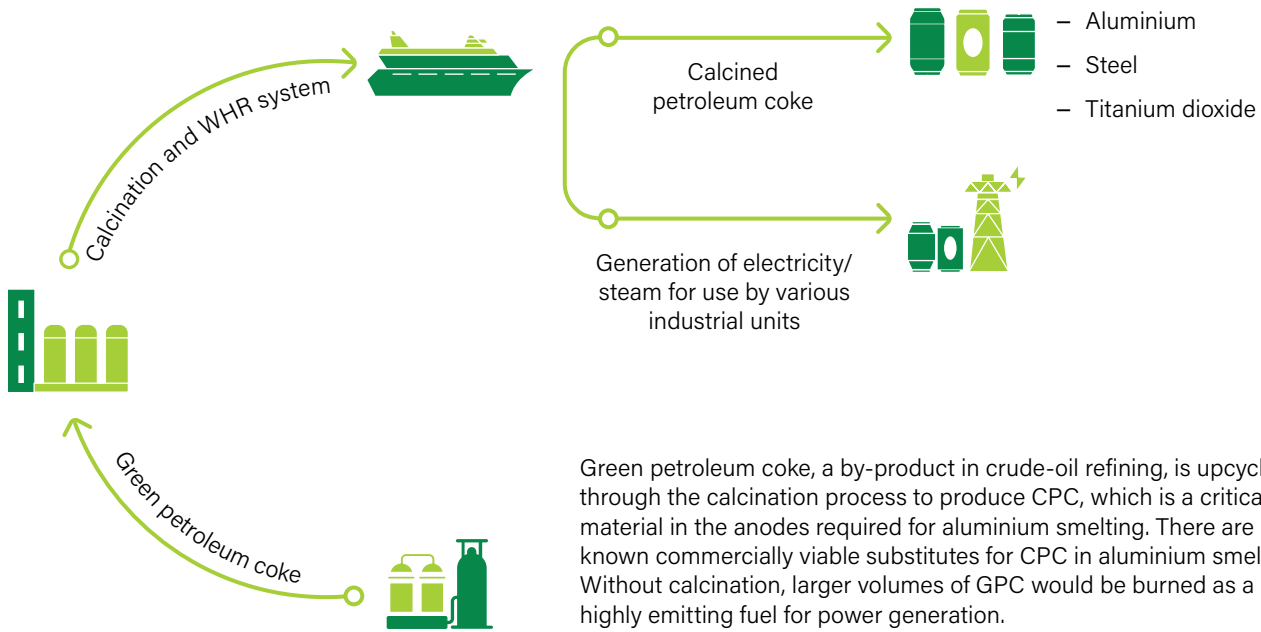 Calcination and WHR system
Calcined
petroleum coke
– Aluminium
– Steel
– Titanium dioxide
Generation of electricity/
steam for use by various
industrial units
Green petroleum coke
Green petroleum coke, a by-product in crude-oil refining, is
through the calcination process to produce CPC, which is a
material in the anodes required for aluminium smelting. There are
known commercially viable substitutes for CPC in aluminium
Without calcination, larger volumes of GPC would be burned as a
highly emitting fuel for power generation.